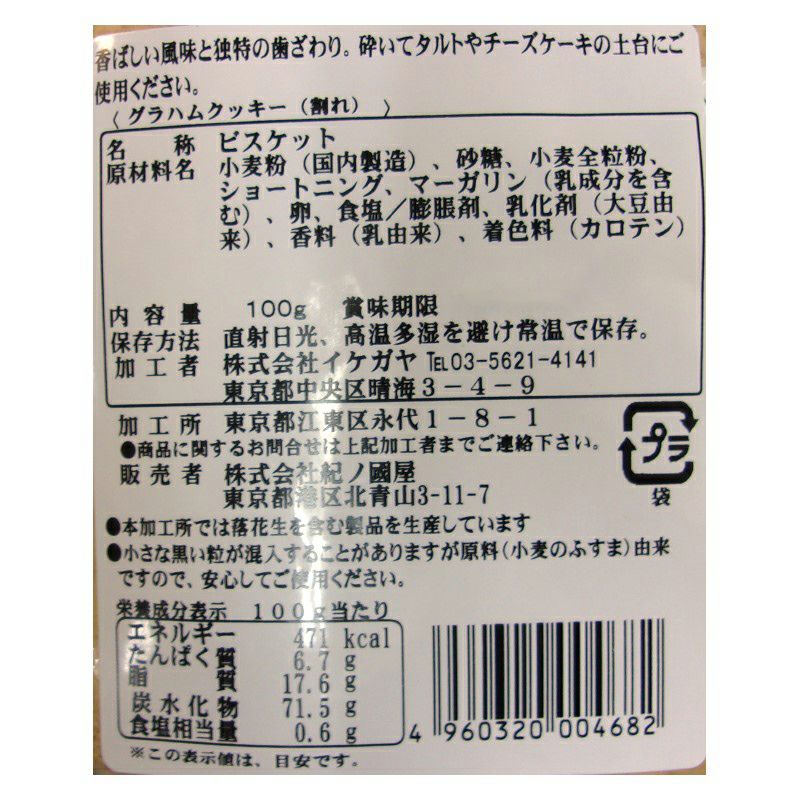 香ばしい風味と独特の歯ざわり。砕いてタルトやチーズケーキの土台にご
使用ください。
〈 グラハムクッキー（割れ） 〉
名称 ビスケット
原材料名 小麦粉（国内製造）、砂糖、小麦全粒粉、
ショートニング、マーガリン（乳成分を含
む）、卵、食塩／膨脹剤、乳化剤（大豆由
来）、香料（乳由来）、着色料（カロテン）
内容量 100g 賞味期限
保存方法 直射日光、高温多湿を避け常温で保存。
加工者 株式会社イケガヤ TEL03-5621-4141
東京都中央区晴海３－４－９
加工所 東京都江東区永代１－８－１
●商品に関するお問合せは上記加工者までご連絡下さい。
プラ
販売者 株式会社紀ノ國屋
袋
東京都港区北青山3-11-7
●本加工所では落花生を含む製品を生産しています
●小さな黒い粒が混入することがありますが原料（小麦のふすま）由来
ですので、安心してご使用ください。
栄養成分表示 １００g当たり
エネルギー 471 kcal
たんぱく質 6.7 g
脂質 17.6 g
炭水化物 71.5 g
食塩相当量 0.6 g
4 960320 004682
※この表示値は、目安です。